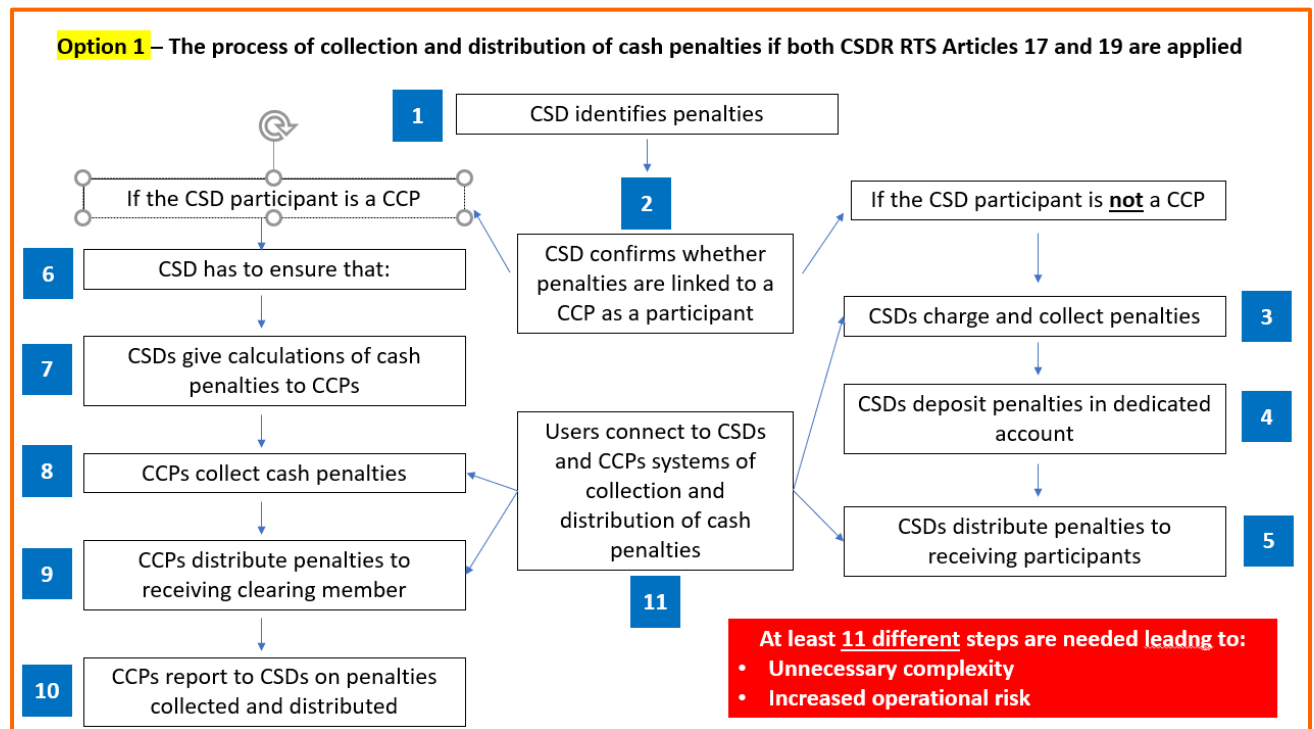 Option 1 – The process of collection and distribution of cash penalties if both CSDR RTS Articles 17 and 19 are applied
1
CSD identifies penalties
If the CSD participant is a CCP
2
If the CSD participant is not a CCP
CSD confirms whether
penalties are linked to a
CCP as a participant
6
CSD has to ensure that:
CSDs charge and collect penalties
3
7
CSDs give calculations of cash
penalties to CCPs
CSDs deposit penalties in dedicated
account
4
Users connect to CSDs
and CCPs systems of
collection and
distribution of cash
penalties
11
8
CCPs collect cash penalties
CSDs distribute penalties to
receiving participants
5
9
CCPs distribute penalties to
receiving clearing member
10
CCPs report to CSDs on penalties
collected and distributed
At least 11 different steps are needed leadng to:
• Unnecessary complexity
• Increased operational risk